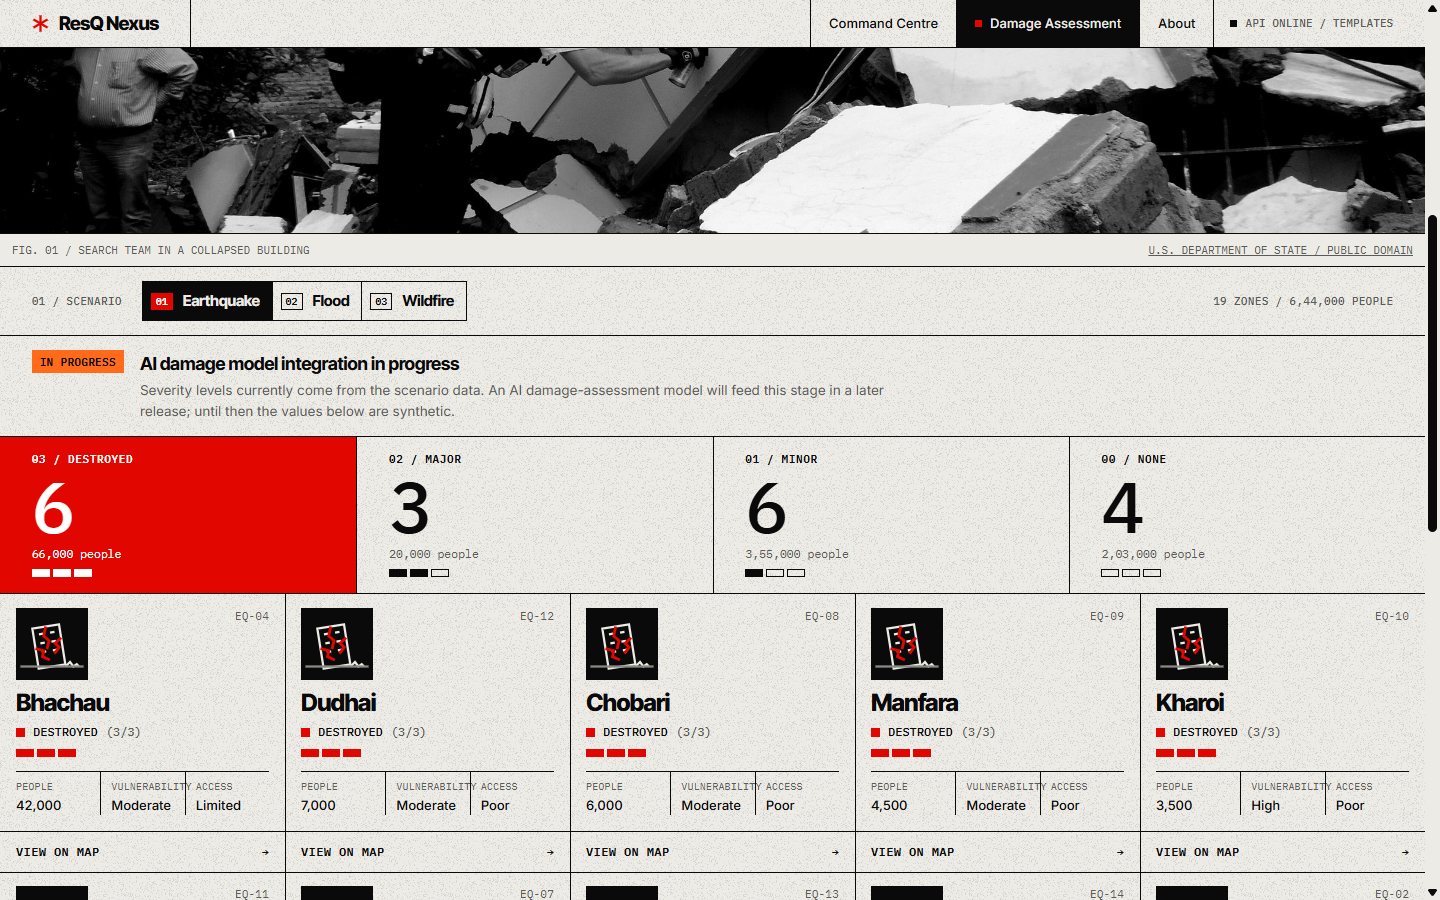 ResQ Nexus
Command Centre
Damage Assessment
About
API ONLINE / TEMPLATES
FIG. 01 / SEARCH TEAM IN A COLLAPSED BUILDING
U.S. DEPARTMENT OF STATE / PUBLIC DOMAIN
01 / SCENARIO
01 Earthquake
02 Flood
03 Wildfire
19 ZONES / 6,44,000 PEOPLE
IN PROGRESS
AI damage model integration in progress
Severity levels currently come from the scenario data. An AI damage-assessment model will feed this stage in a later
release; until then the values below are synthetic.
03 / DESTROYED
6
66,000 people
02 / MAJOR
3
20,000 people
01 / MINOR
6
3,55,000 people
00 / NONE
4
2,03,000 people
EQ-04
Bhachau
DESTROYED (3/3)
PEOPLE VULNERABILITY ACCESS
42,000 Moderate Limited
VIEW ON MAP →
EQ-12
Dudhai
DESTROYED (3/3)
PEOPLE VULNERABILITY ACCESS
7,000 Moderate Poor
VIEW ON MAP →
EQ-08
Chobari
DESTROYED (3/3)
PEOPLE VULNERABILITY ACCESS
6,000 Moderate Poor
VIEW ON MAP →
EQ-09
Manfara
DESTROYED (3/3)
PEOPLE VULNERABILITY ACCESS
4,500 Moderate Poor
VIEW ON MAP →
EQ-10
Kharoi
DESTROYED (3/3)
PEOPLE VULNERABILITY ACCESS
3,500 High Poor
VIEW ON MAP →
EQ-11
EQ-07
EQ-13
EQ-14
EQ-02